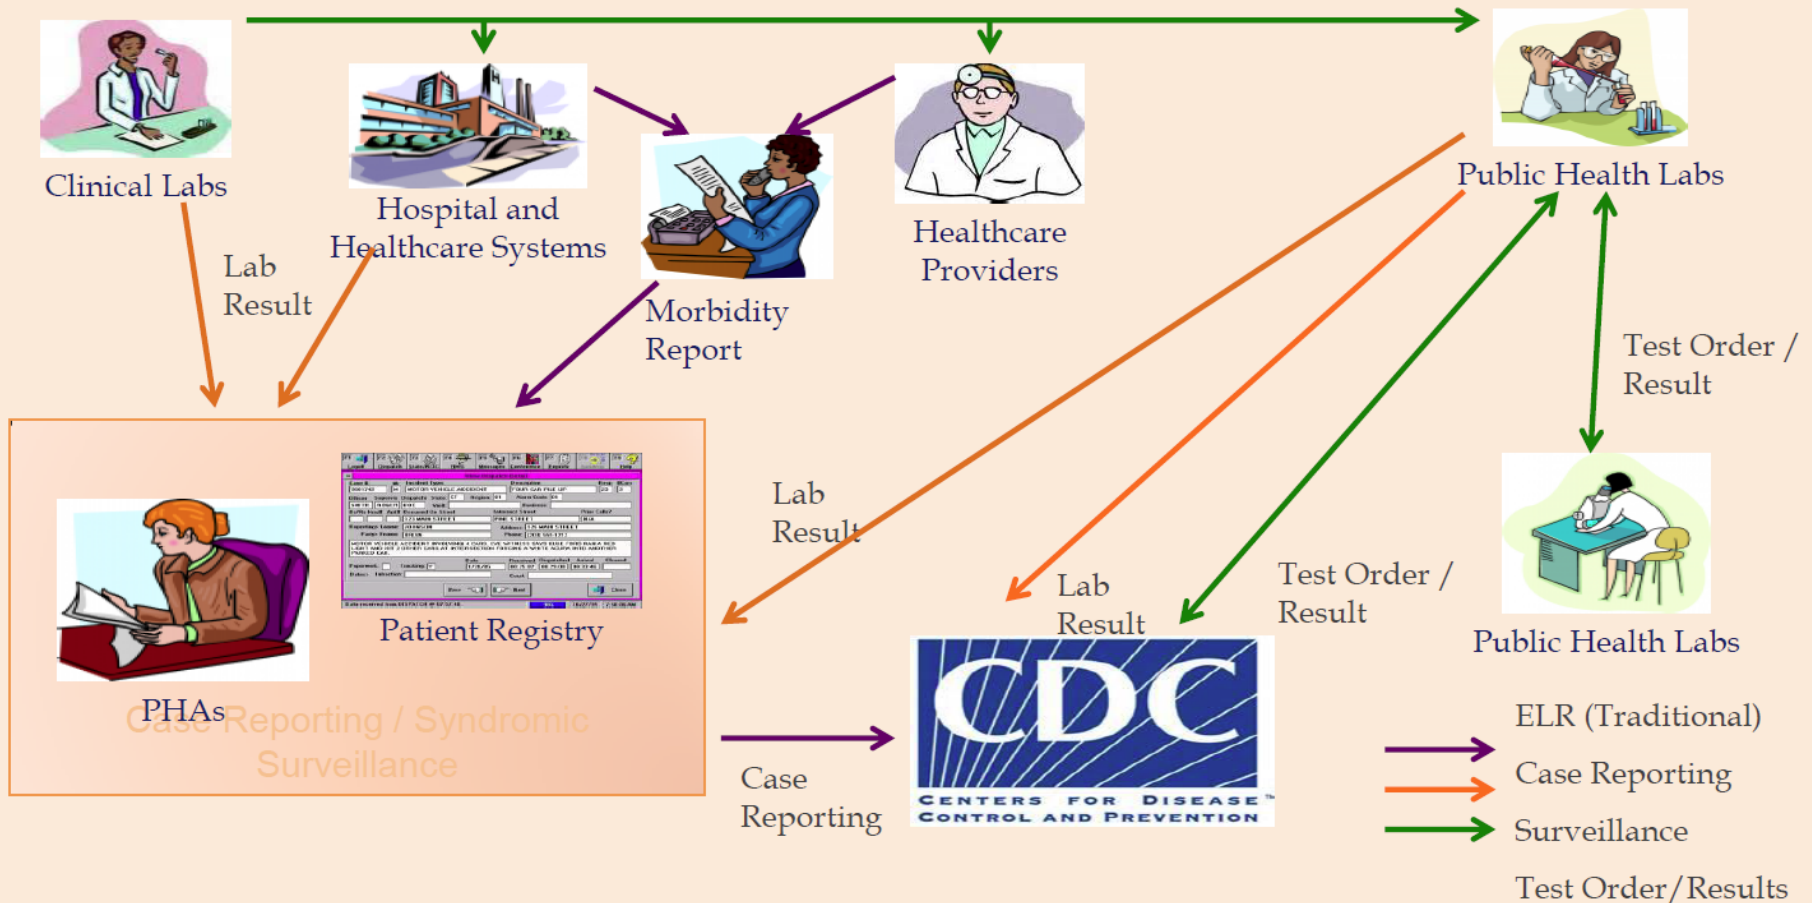 Clinical Labs
Hospital and
Healthcare Systems
Healthcare
Providers
Public Health Labs
Lab
Result
Morbidity
Report
Test Order /
Result
Lab
Result
Patient Registry
PHAs
Case Reporting / Syndromic
Surveillance
Lab
Result
Test Order /
Result
Public Health Labs
CDC
CENTERS FOR DISEASE
CONTROL AND PREVENTION
Case
Reporting
ELR (Traditional)
Case Reporting
Surveillance
Test Order/Results